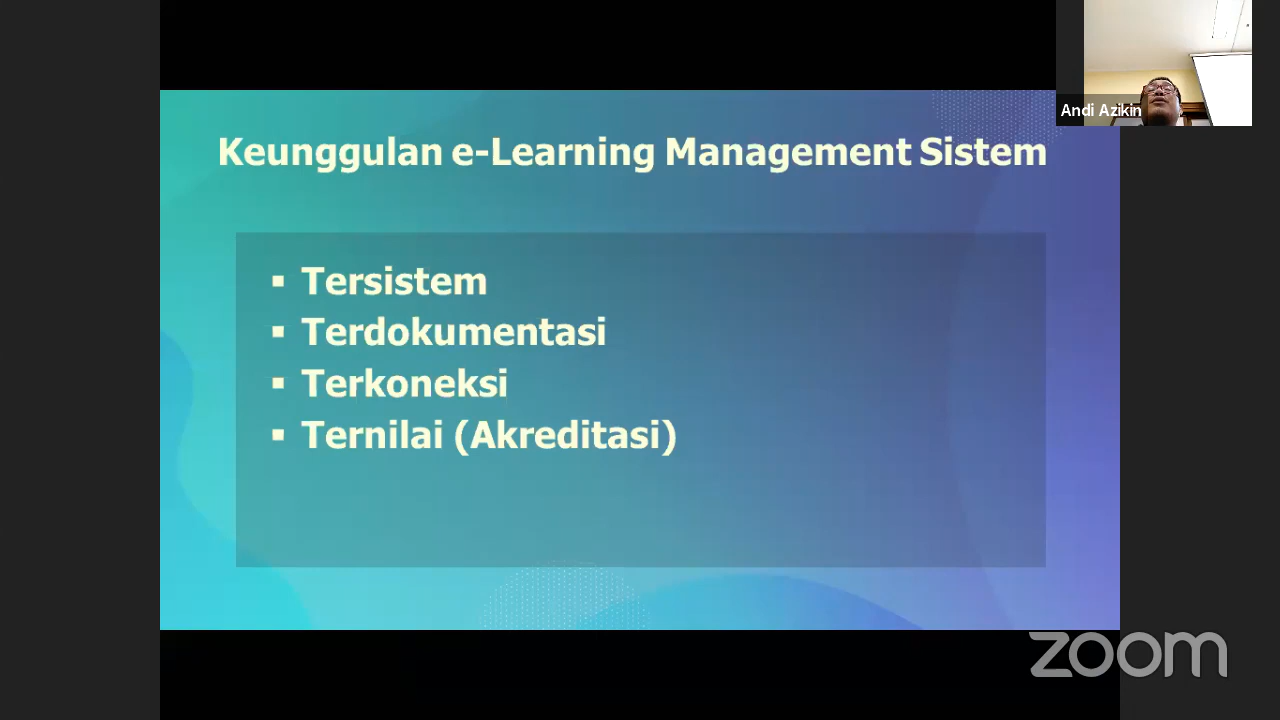 Andi Azikin
Keunggulan e-Learning Management Sistem
▪ Tersistem
▪ Terdokumentasi
▪ Terkoneksi
▪ Ternilai (Akreditasi)
zoom